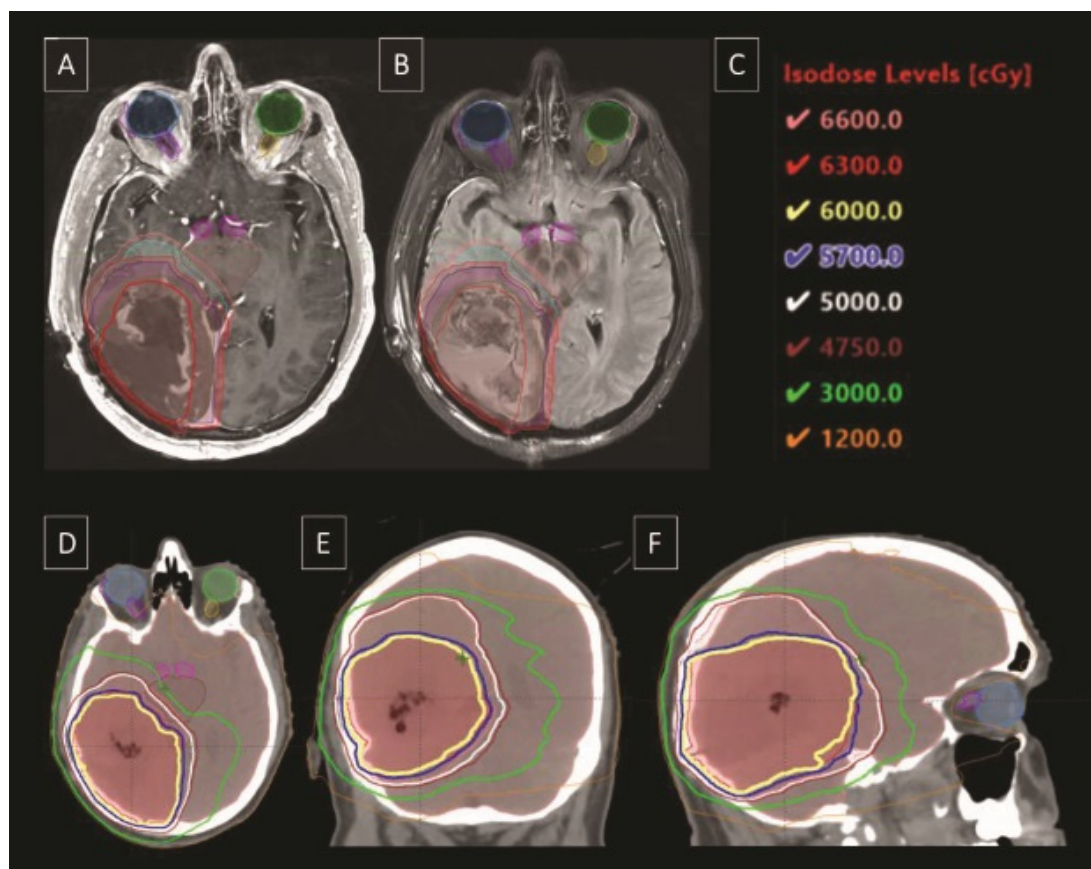 A
B
C
Isodose Levels [cGy]
✔ 6600.0
✔ 6300.0
✔ 6000.0
✔ 5700.0
✔ 5000.0
✔ 4750.0
✔ 3000.0
✔ 1200.0
D
E
F